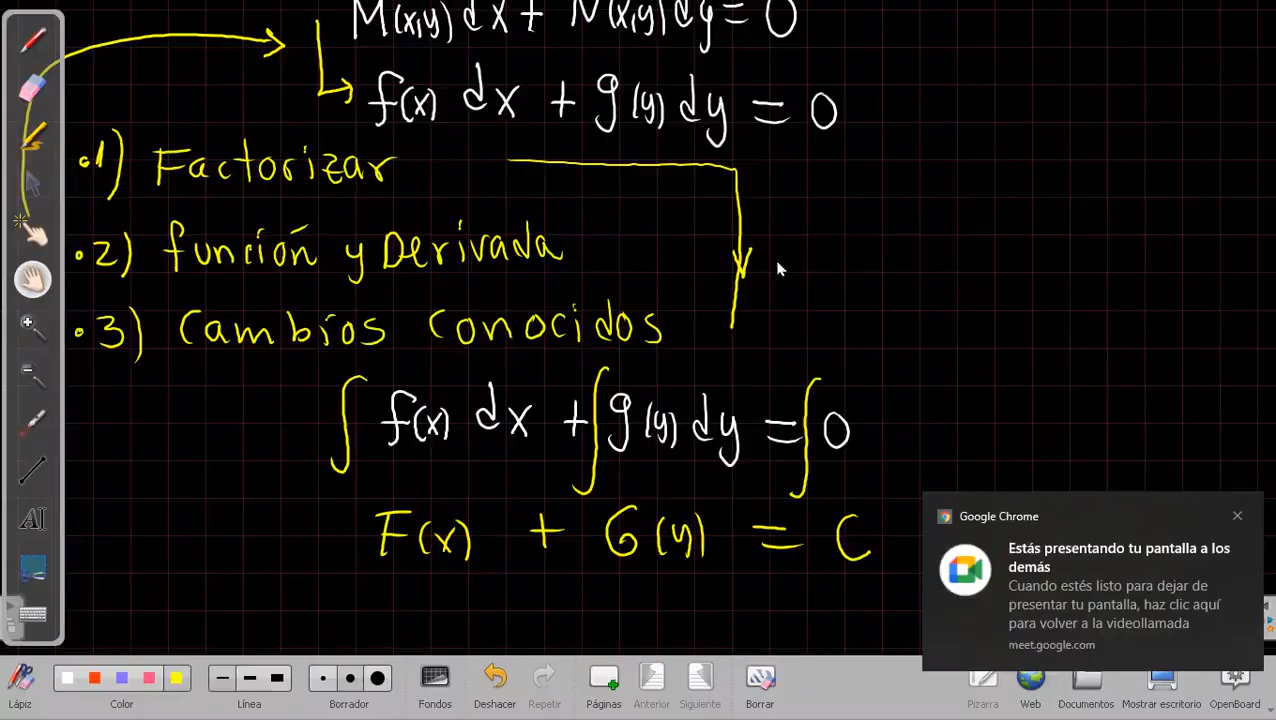 M(x,y) dx + N(x,y) dy = 0
f(x) dx + g(y) dy = 0
.1) Factorizar
.2) función y Derivada
.3) Cambios conocidos
∫ f(x) dx + ∫ g(y) dy = ∫ 0
F(x) + G(y) = C
Google Chrome
Estás presentando tu pantalla a los
demás
Cuando estés listo para dejar de
presentar tu pantalla, haz clic aquí
para volver a la videollamada
meet.google.com
Lápiz Color Línea Borrador Fondos Deshacer Repetir Páginas Anterior Siguiente Borrar Pizarra Web Documentos Mostrar escritorio OpenBoard